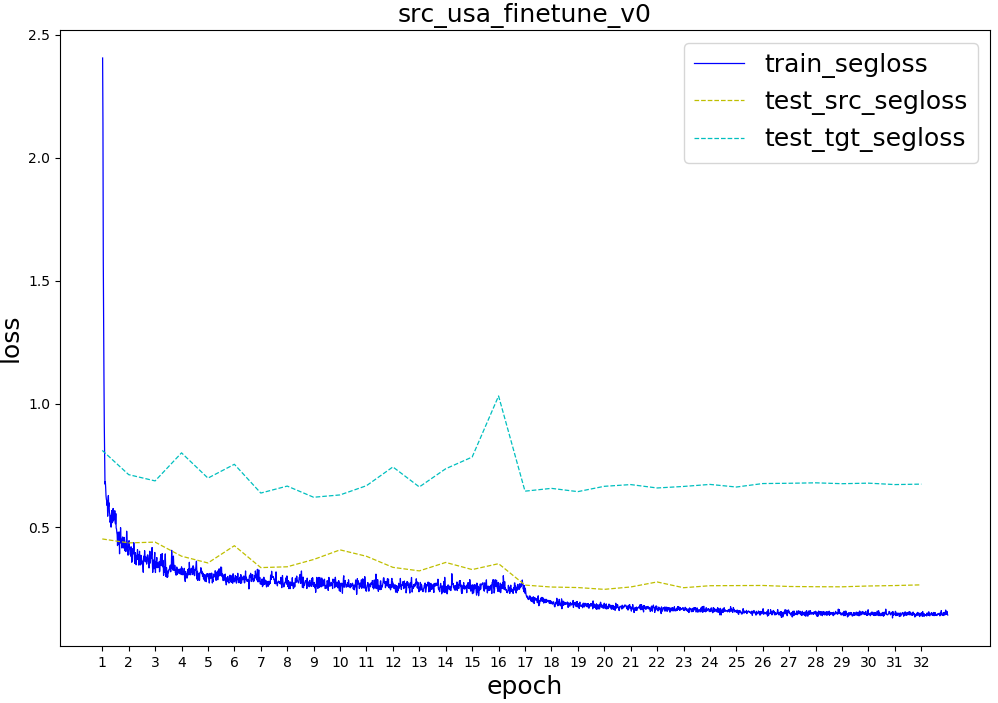 src_usa_finetune_v0
2.5
2.0
1.5
1.0
0.5
loss
train_segloss
test_src_segloss
test_tgt_segloss
1 2 3 4 5 6 7 8 9 10 11 12 13 14 15 16 17 18 19 20 21 22 23 24 25 26 27 28 29 30 31 32
epoch